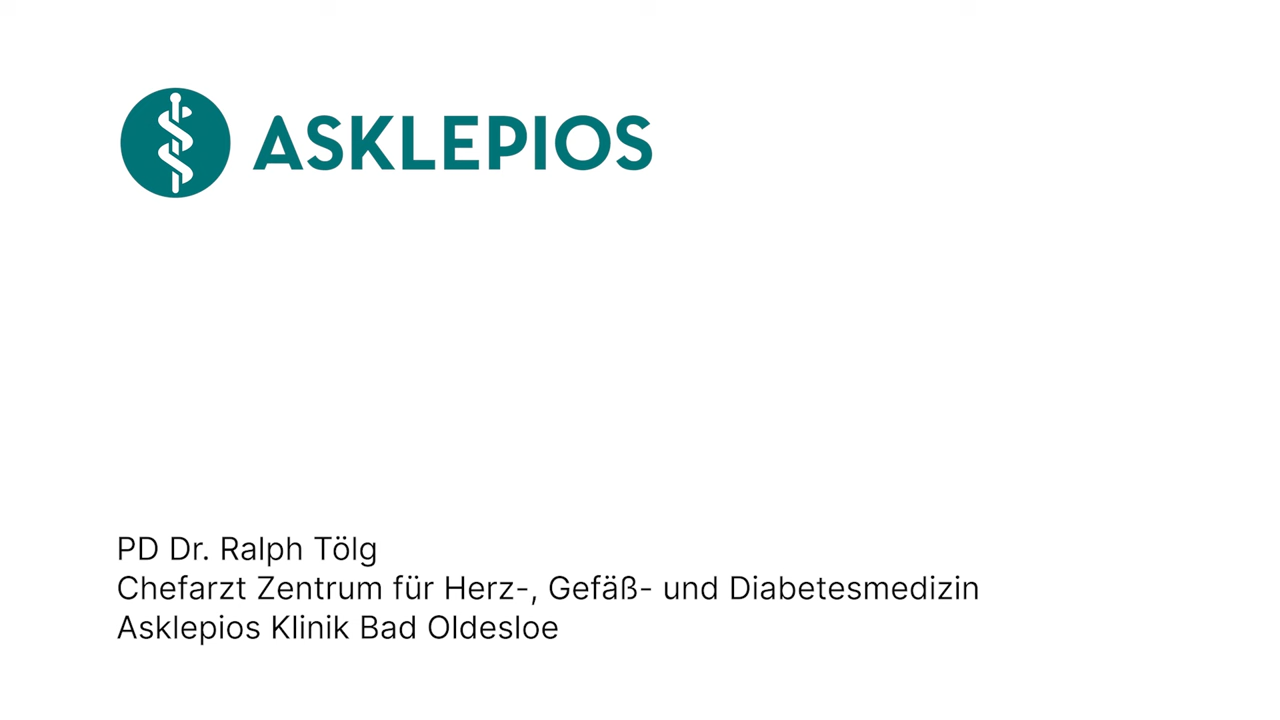 ASKLEPIOS
PD Dr. Ralph Tölg
Chefarzt Zentrum für Herz-, Gefäß- und Diabetesmedizin
Asklepios Klinik Bad Oldesloe